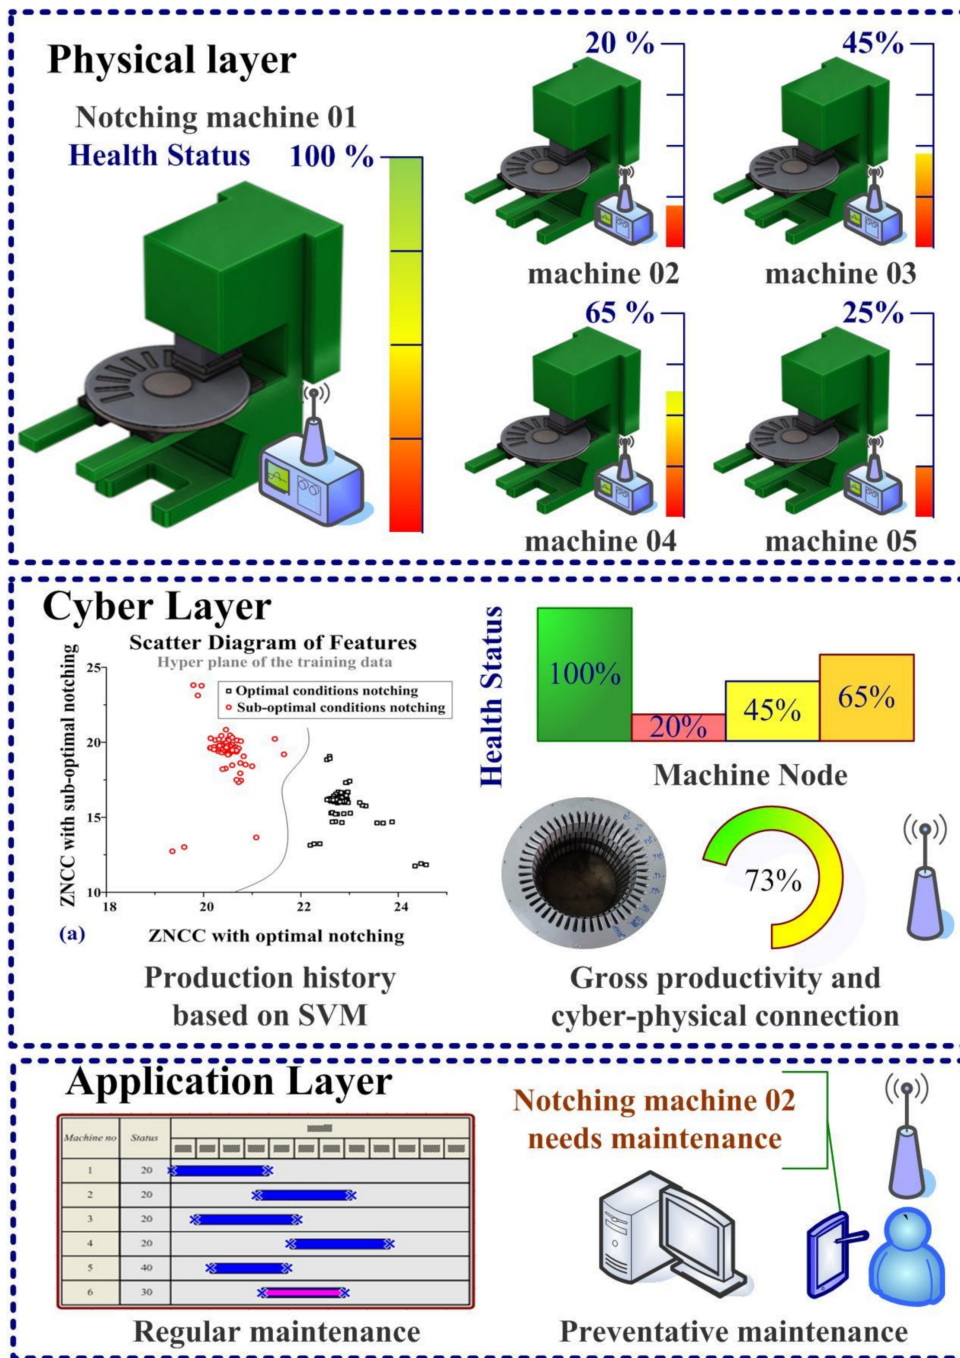 Physical layer
Notching machine 01
Health Status 100 %
20 %
machine 02
45%
machine 03
65 %
machine 04
25%
machine 05
Cyber Layer
Scatter Diagram of Features
Hyper plane of the training data
Optimal conditions notching
Sub-optimal conditions notching
ZNCC with sub-optimal notching
25
20
15
10
18
20
22
24
(a)
ZNCC with optimal notching
Production history
based on SVM
Health Status
100%
20%
45%
65%
Machine Node
73%
Gross productivity and
cyber-physical connection
Application Layer
Machine no Status
1 20
2 20
3 20
4 20
5 40
6 30
Regular maintenance
Notching machine 02
needs maintenance
Preventative maintenance